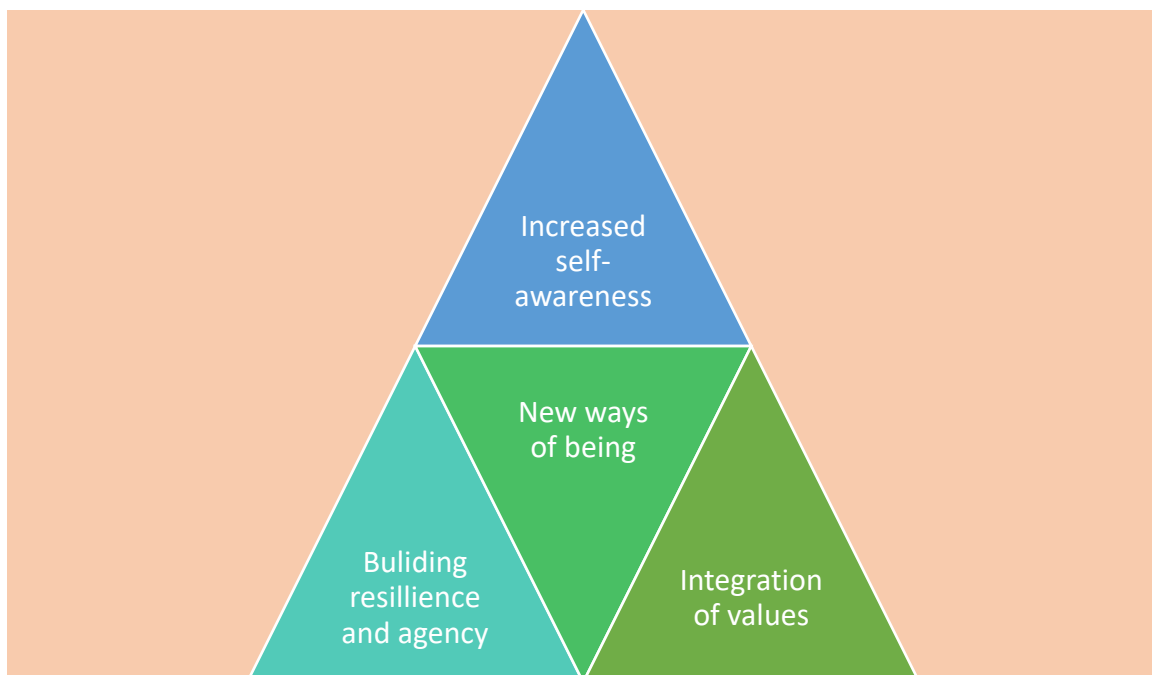 Increased
self-
awareness
New ways
of being
Buliding
resillience
and agency
Integration
of values